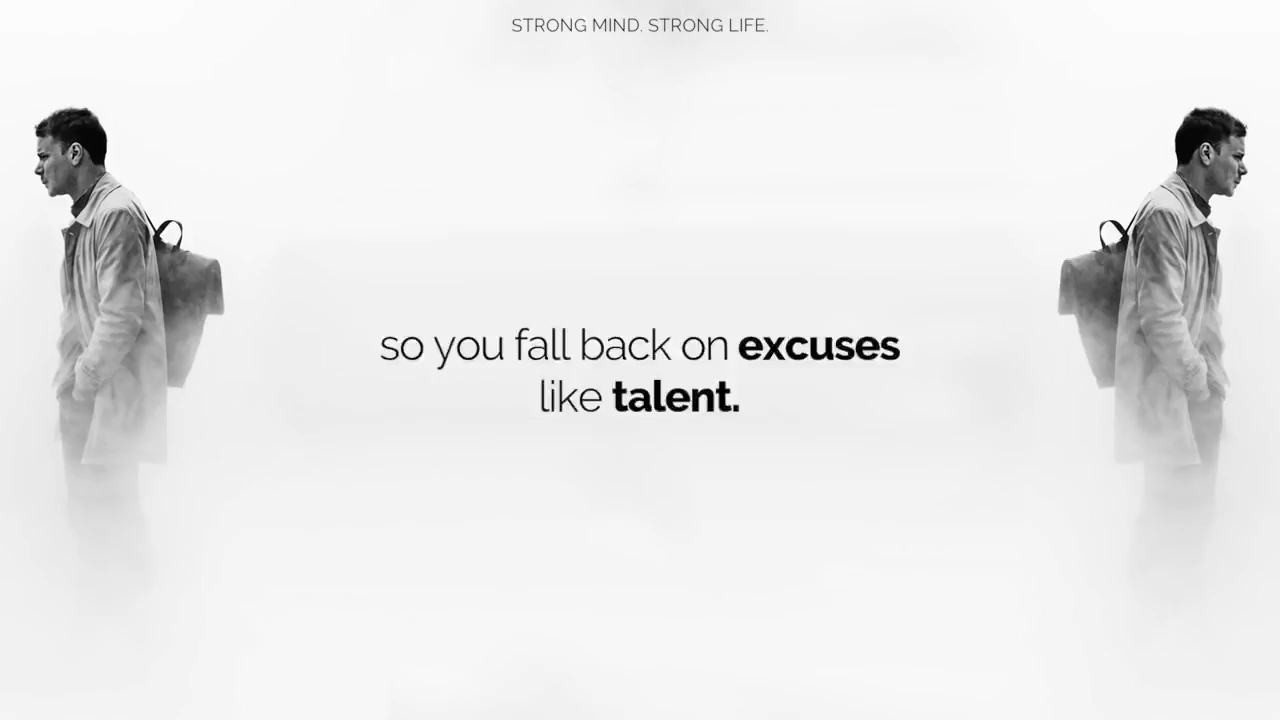 STRONG MIND. STRONG LIFE.
so you fall back on excuses
like talent.